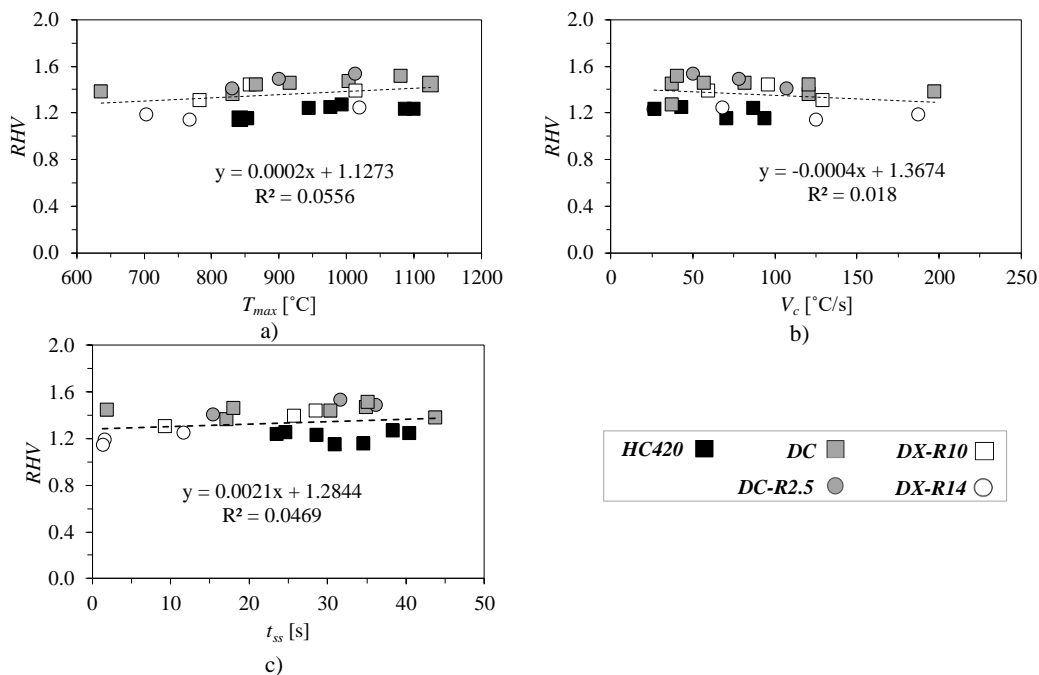 2.0
1.6
1.2
0.8
0.4
0.0
RHV
y = 0.0002x + 1.1273
R² = 0.0556
600 700 800 900 1000 1100 1200
Tmax [˚C]
a)
2.0
1.6
1.2
0.8
0.4
0.0
RHV
y = -0.0004x + 1.3674
R² = 0.018
0 50 100 150 200 250
Vc [˚C/s]
b)
2.0
1.6
1.2
0.8
0.4
0.0
RHV
y = 0.0021x + 1.2844
R² = 0.0469
0 10 20 30 40 50
tss [s]
c)
HC420 DC DX-R10
DC-R2.5 DX-R14